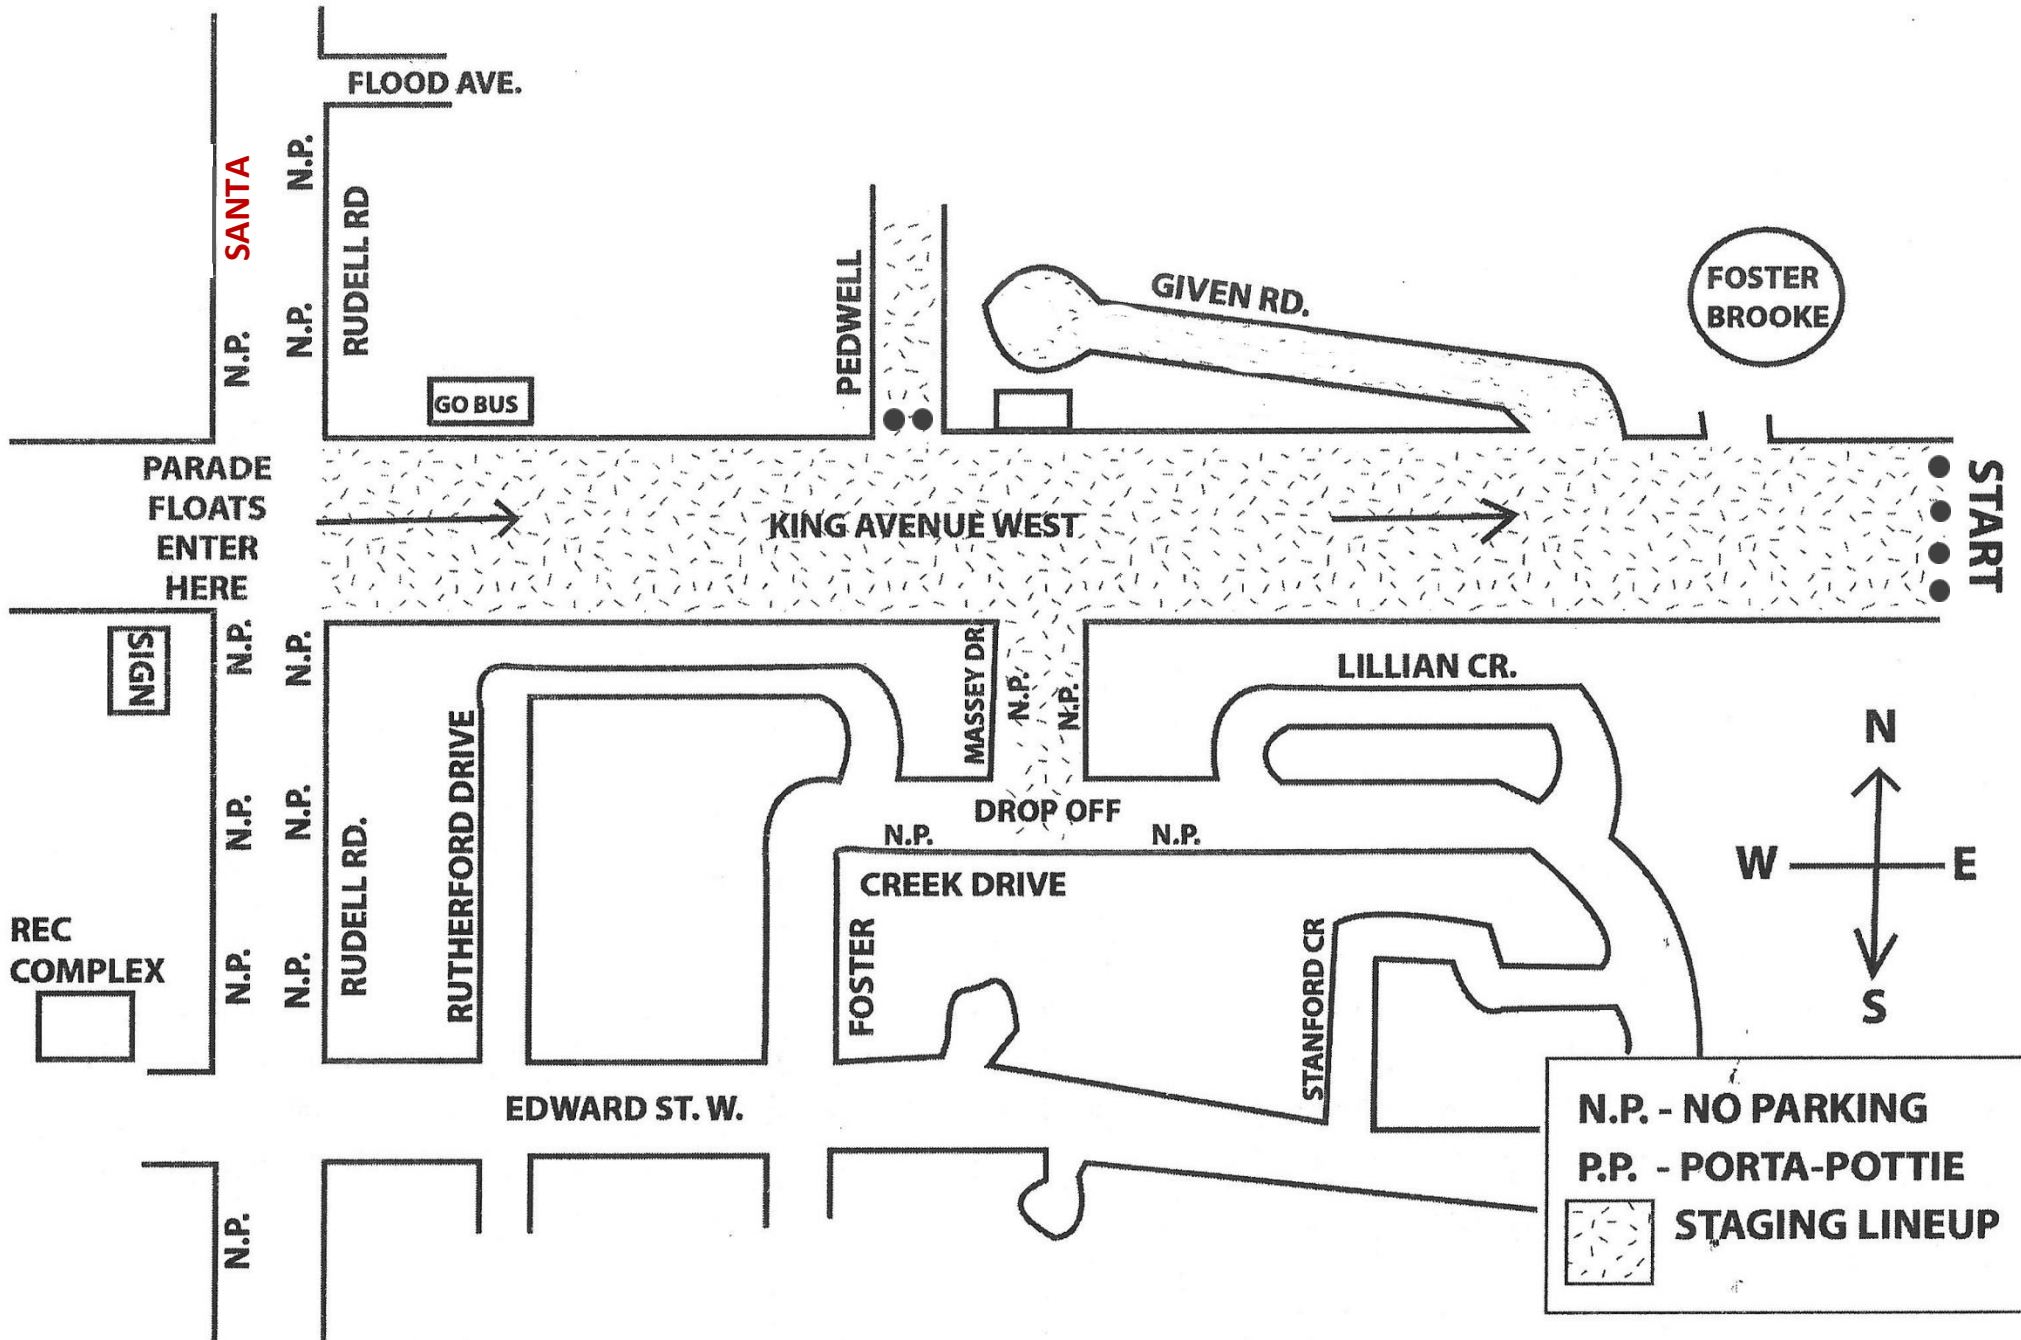 FLOOD AVE.
SANTA
N.P.
N.P.
N.P.
N.P.
RUDELL RD
GO BUS
PEDWELL
GIVEN RD.
FOSTER
BROOKE
PARADE
FLOATS
ENTER
HERE
KING AVENUE WEST
START
SIGN
N.P.
N.P.
N.P.
N.P.
N.P.
N.P.
RUDELL RD.
RUTHERFORD DRIVE
MASSEY DR.
N.P.
N.P.
LILLIAN CR.
DROP OFF
N.P.
N.P.
CREEK DRIVE
FOSTER
STANFORD CR
N
W
E
S
REC
COMPLEX
EDWARD ST. W.
N.P.
N.P. - NO PARKING
P.P. - PORTA-POTTIE
STAGING LINEUP